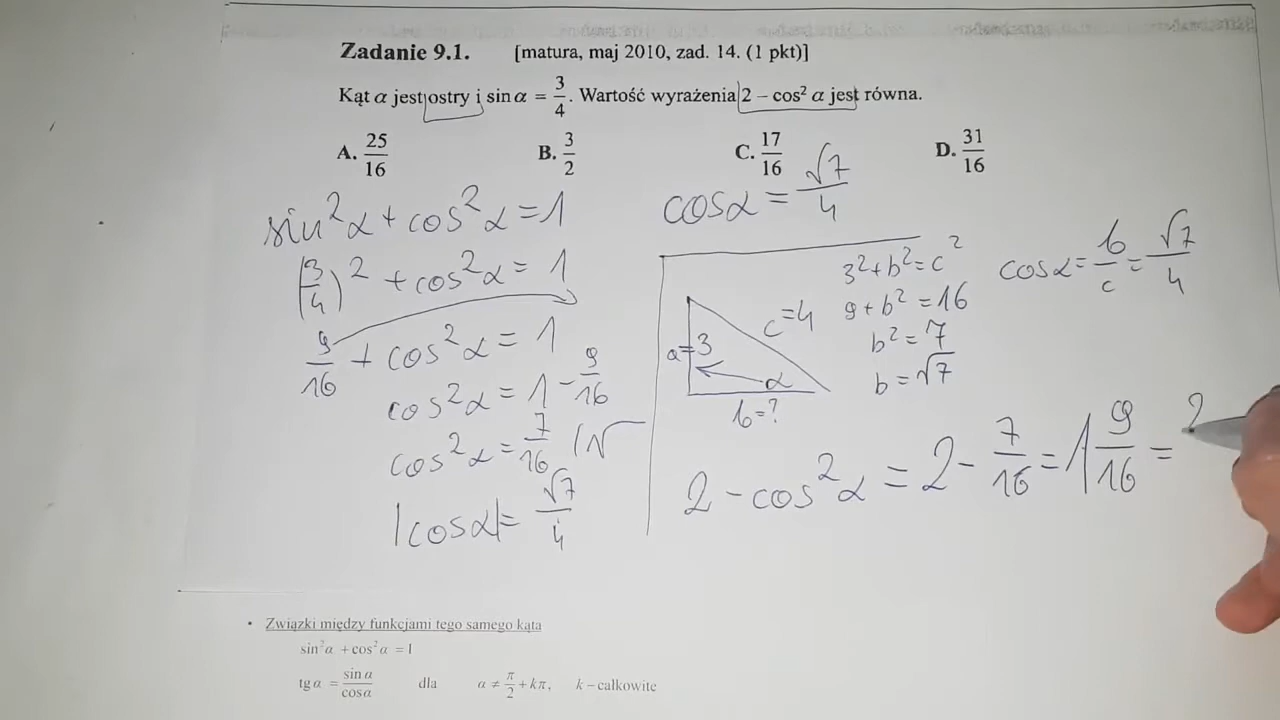 Zadanie 9.1. [matura, maj 2010, zad. 14. (1 pkt)]
Kąt α jest ostry i sin α = 3/4. Wartość wyrażenia 2 − cos² α jest równa.
A. 25/16 B. 3/2 C. 17/16 D. 31/16
sin²α + cos²α = 1
(3/4)² + cos²α = 1
9/16 + cos²α = 1
cos²α = 1 − 9/16
cos²α = 7/16 /√
|cosα| = √7/4
cosα = √7/4
a=3
c=4
α
b=?
3²+b²=c²
9+b²=16
b²=7
b=√7
cosα = b/c = √7/4
2 − cos²α = 2 − 7/16 = 1 9/16 = 2
• Związki między funkcjami tego samego kąta
sin²α + cos²α = 1
tg α = sin α/cos α dla α ≠ π/2 + kπ, k – całkowite